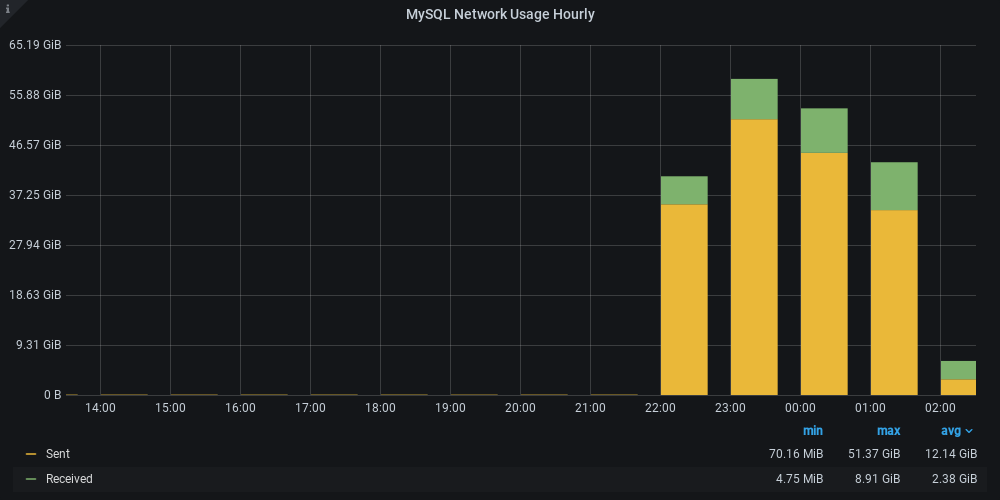 i
MySQL Network Usage Hourly
65.19 GiB
55.88 GiB
46.57 GiB
37.25 GiB
27.94 GiB
18.63 GiB
9.31 GiB
0 B
14:00 15:00 16:00 17:00 18:00 19:00 20:00 21:00 22:00 23:00 00:00 01:00 02:00
min max avg
Sent 70.16 MiB 51.37 GiB 12.14 GiB
Received 4.75 MiB 8.91 GiB 2.38 GiB